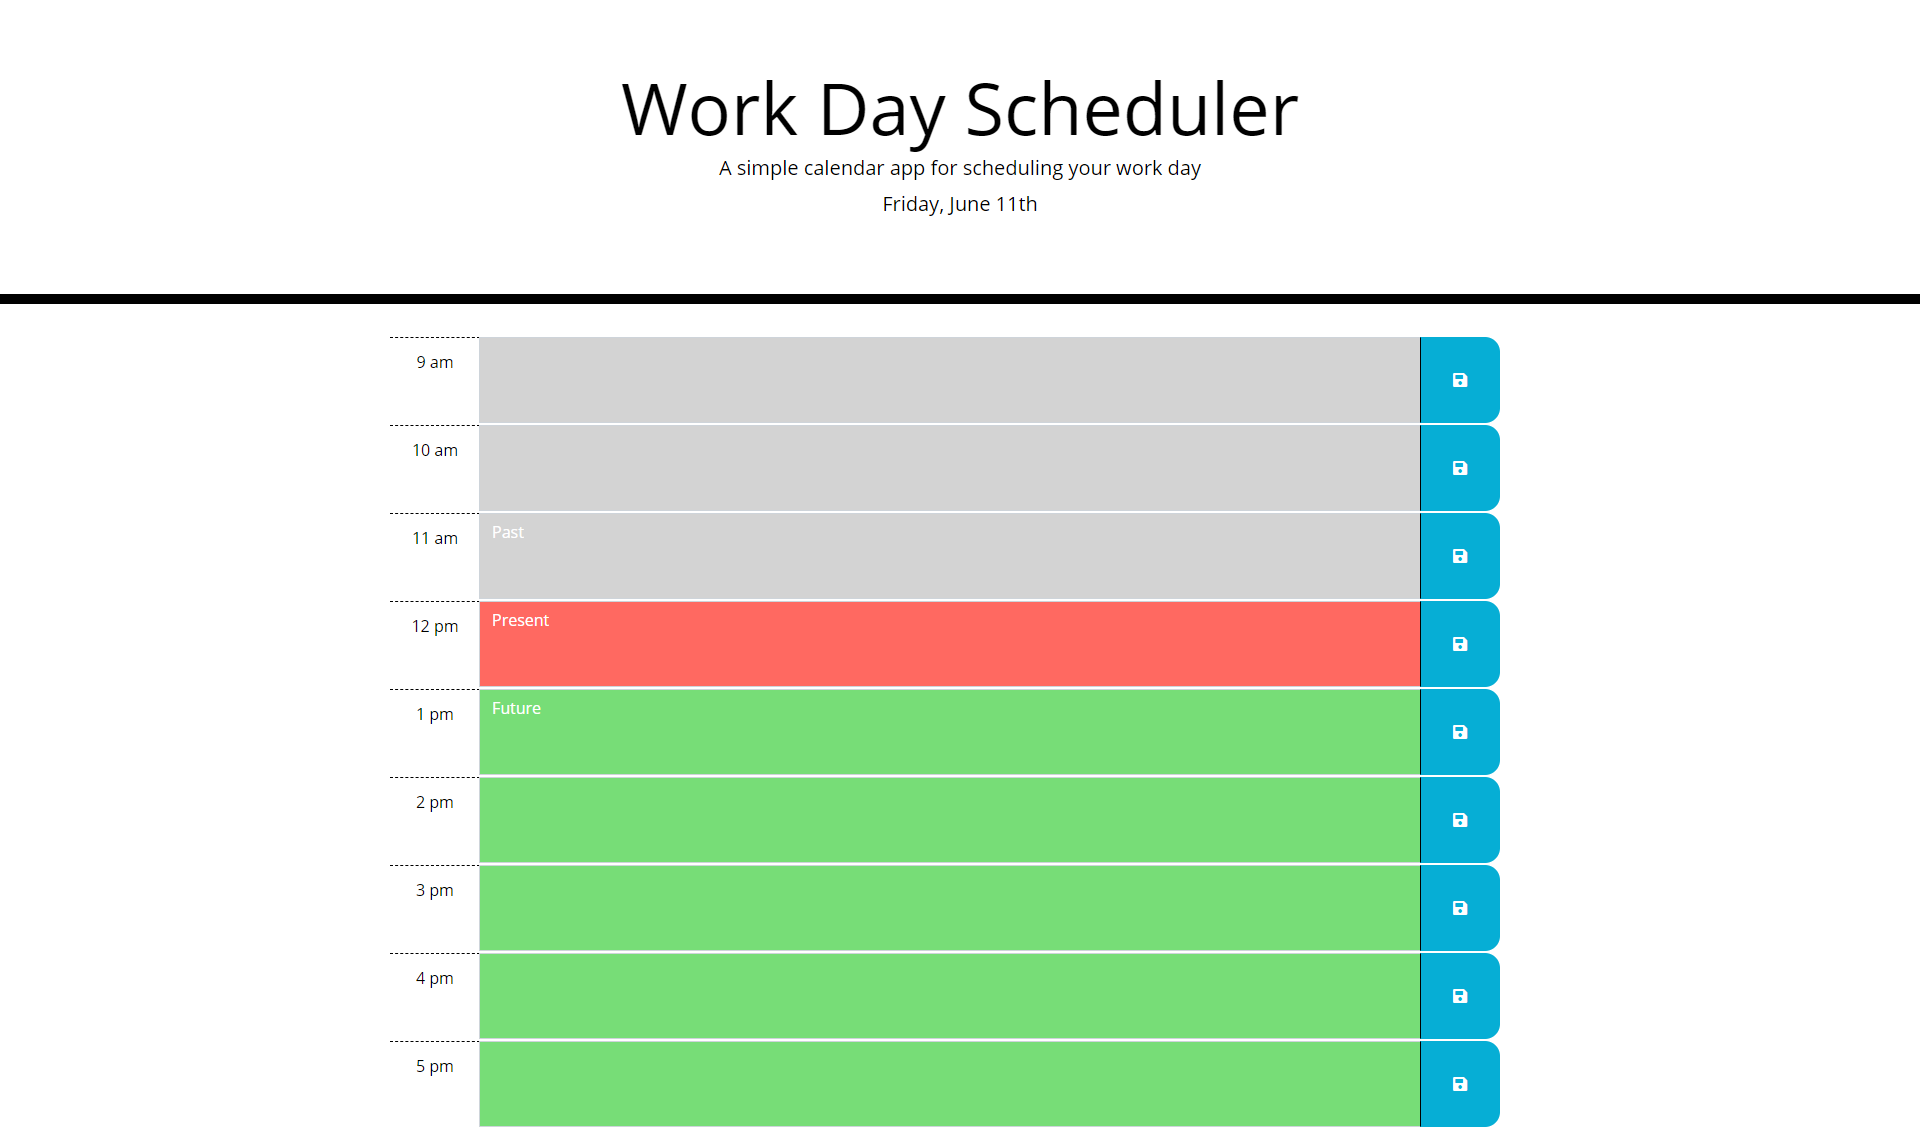 Work Day Scheduler
A simple calendar app for scheduling your work day
Friday, June 11th
9 am
10 am
11 am
Past
12 pm
Present
1 pm
Future
2 pm
3 pm
4 pm
5 pm